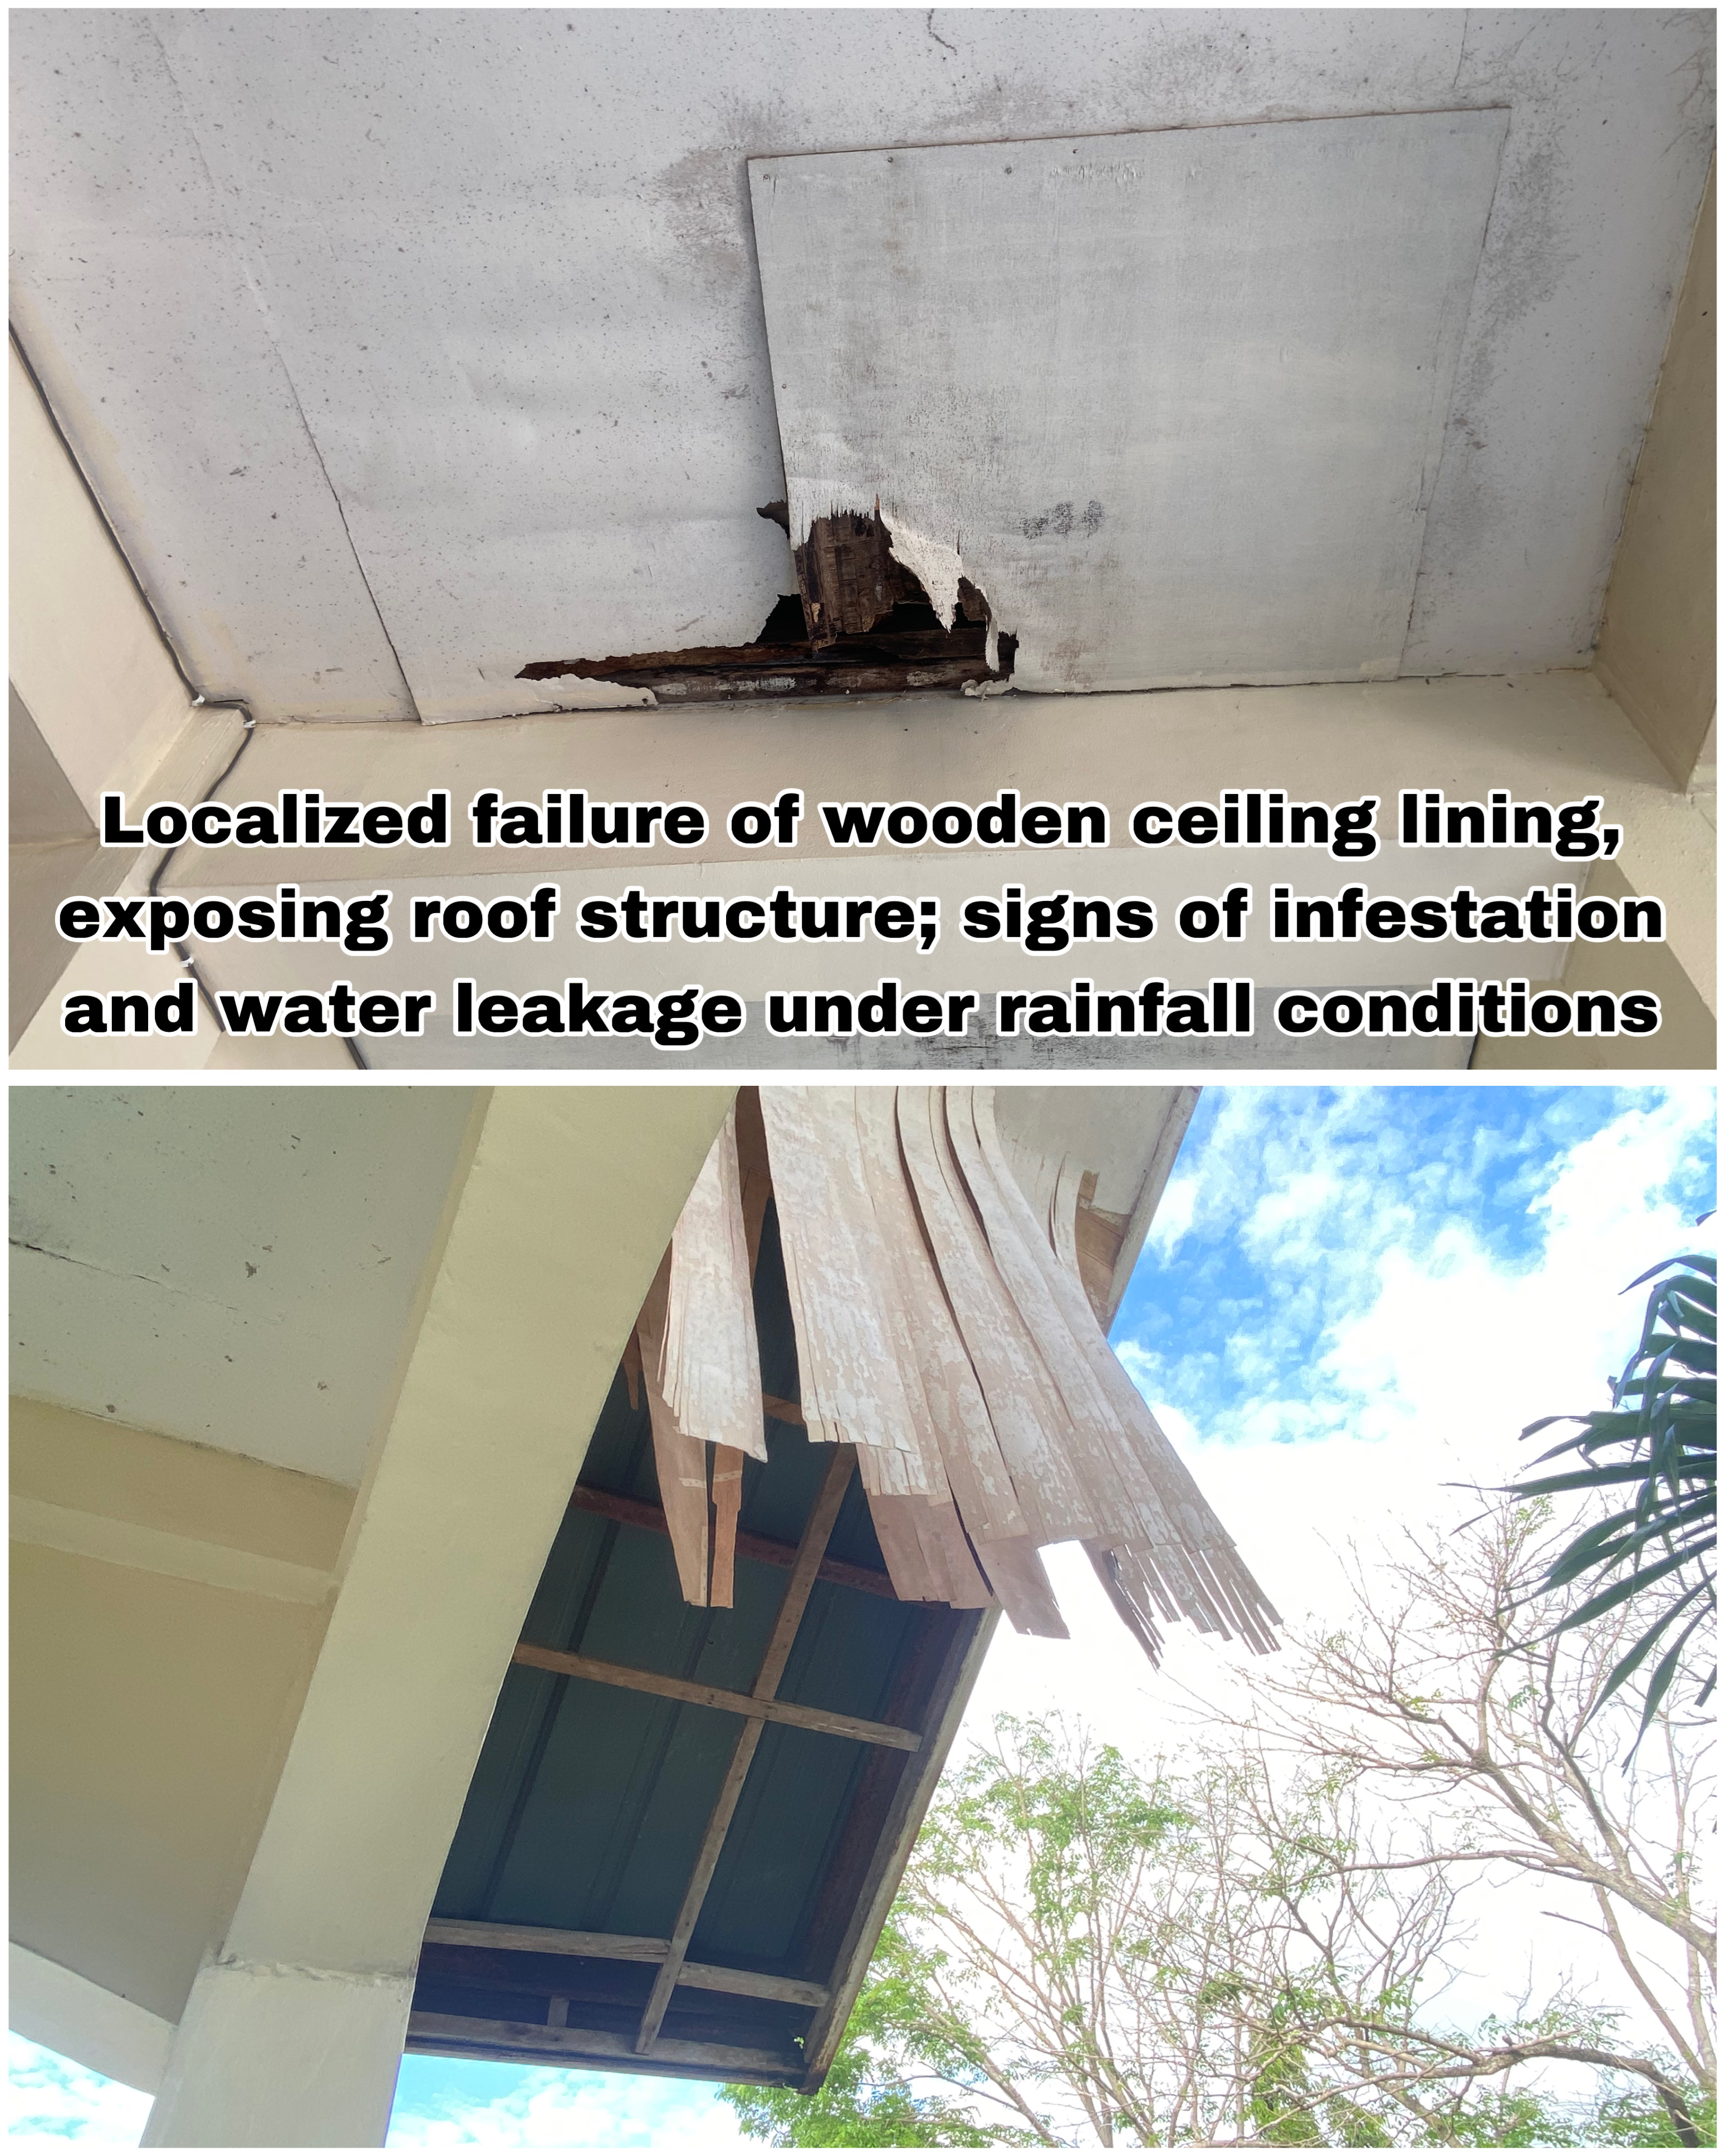 Localized failure of wooden ceiling lining,
exposing roof structure; signs of infestation
and water leakage under rainfall conditions